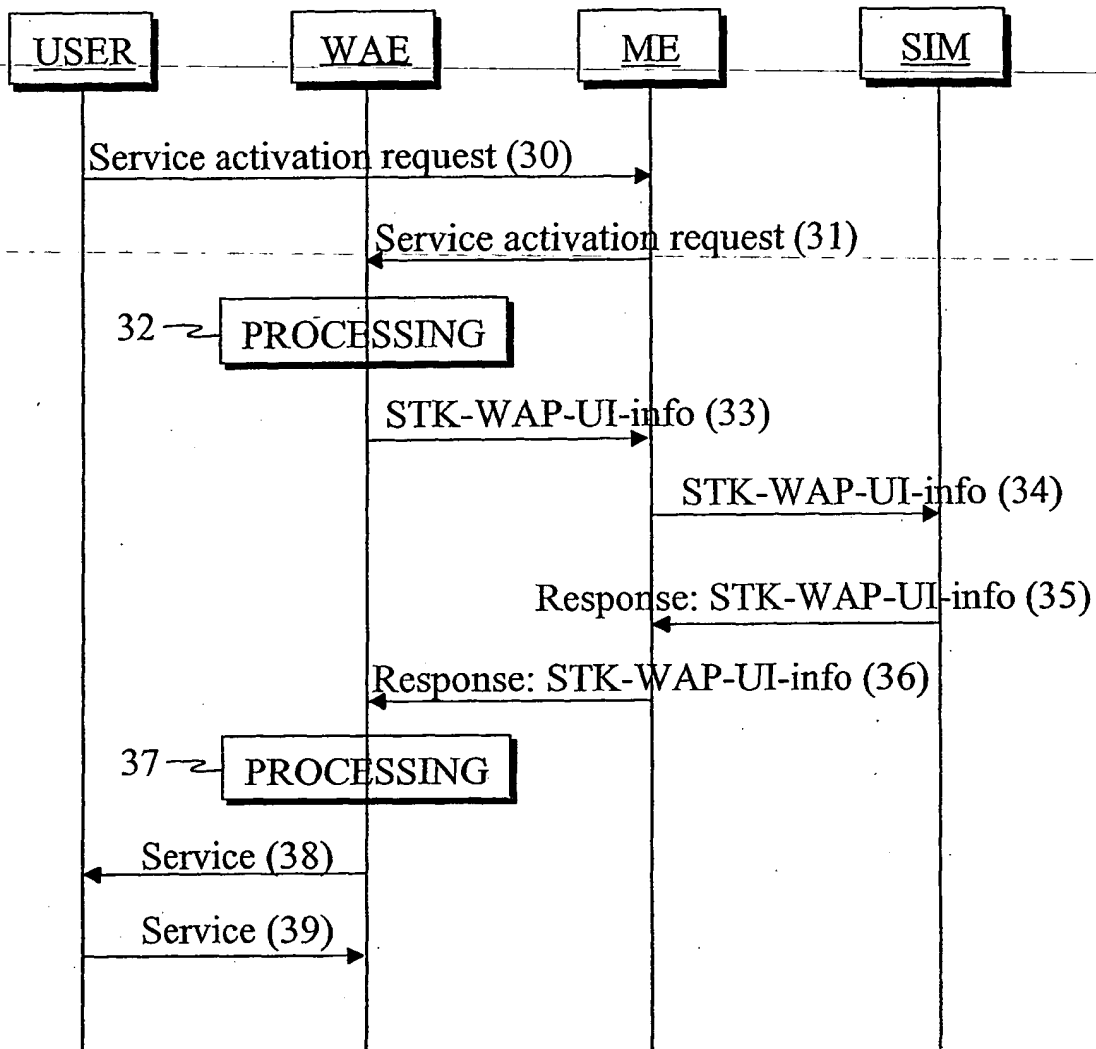 USER WAE ME SIM
Service activation request (30)
Service activation request (31)
32 PROCESSING
STK-WAP-UI-info (33)
STK-WAP-UI-info (34)
Response: STK-WAP-UI-info (35)
Response: STK-WAP-UI-info (36)
37 PROCESSING
Service (38)
Service (39)